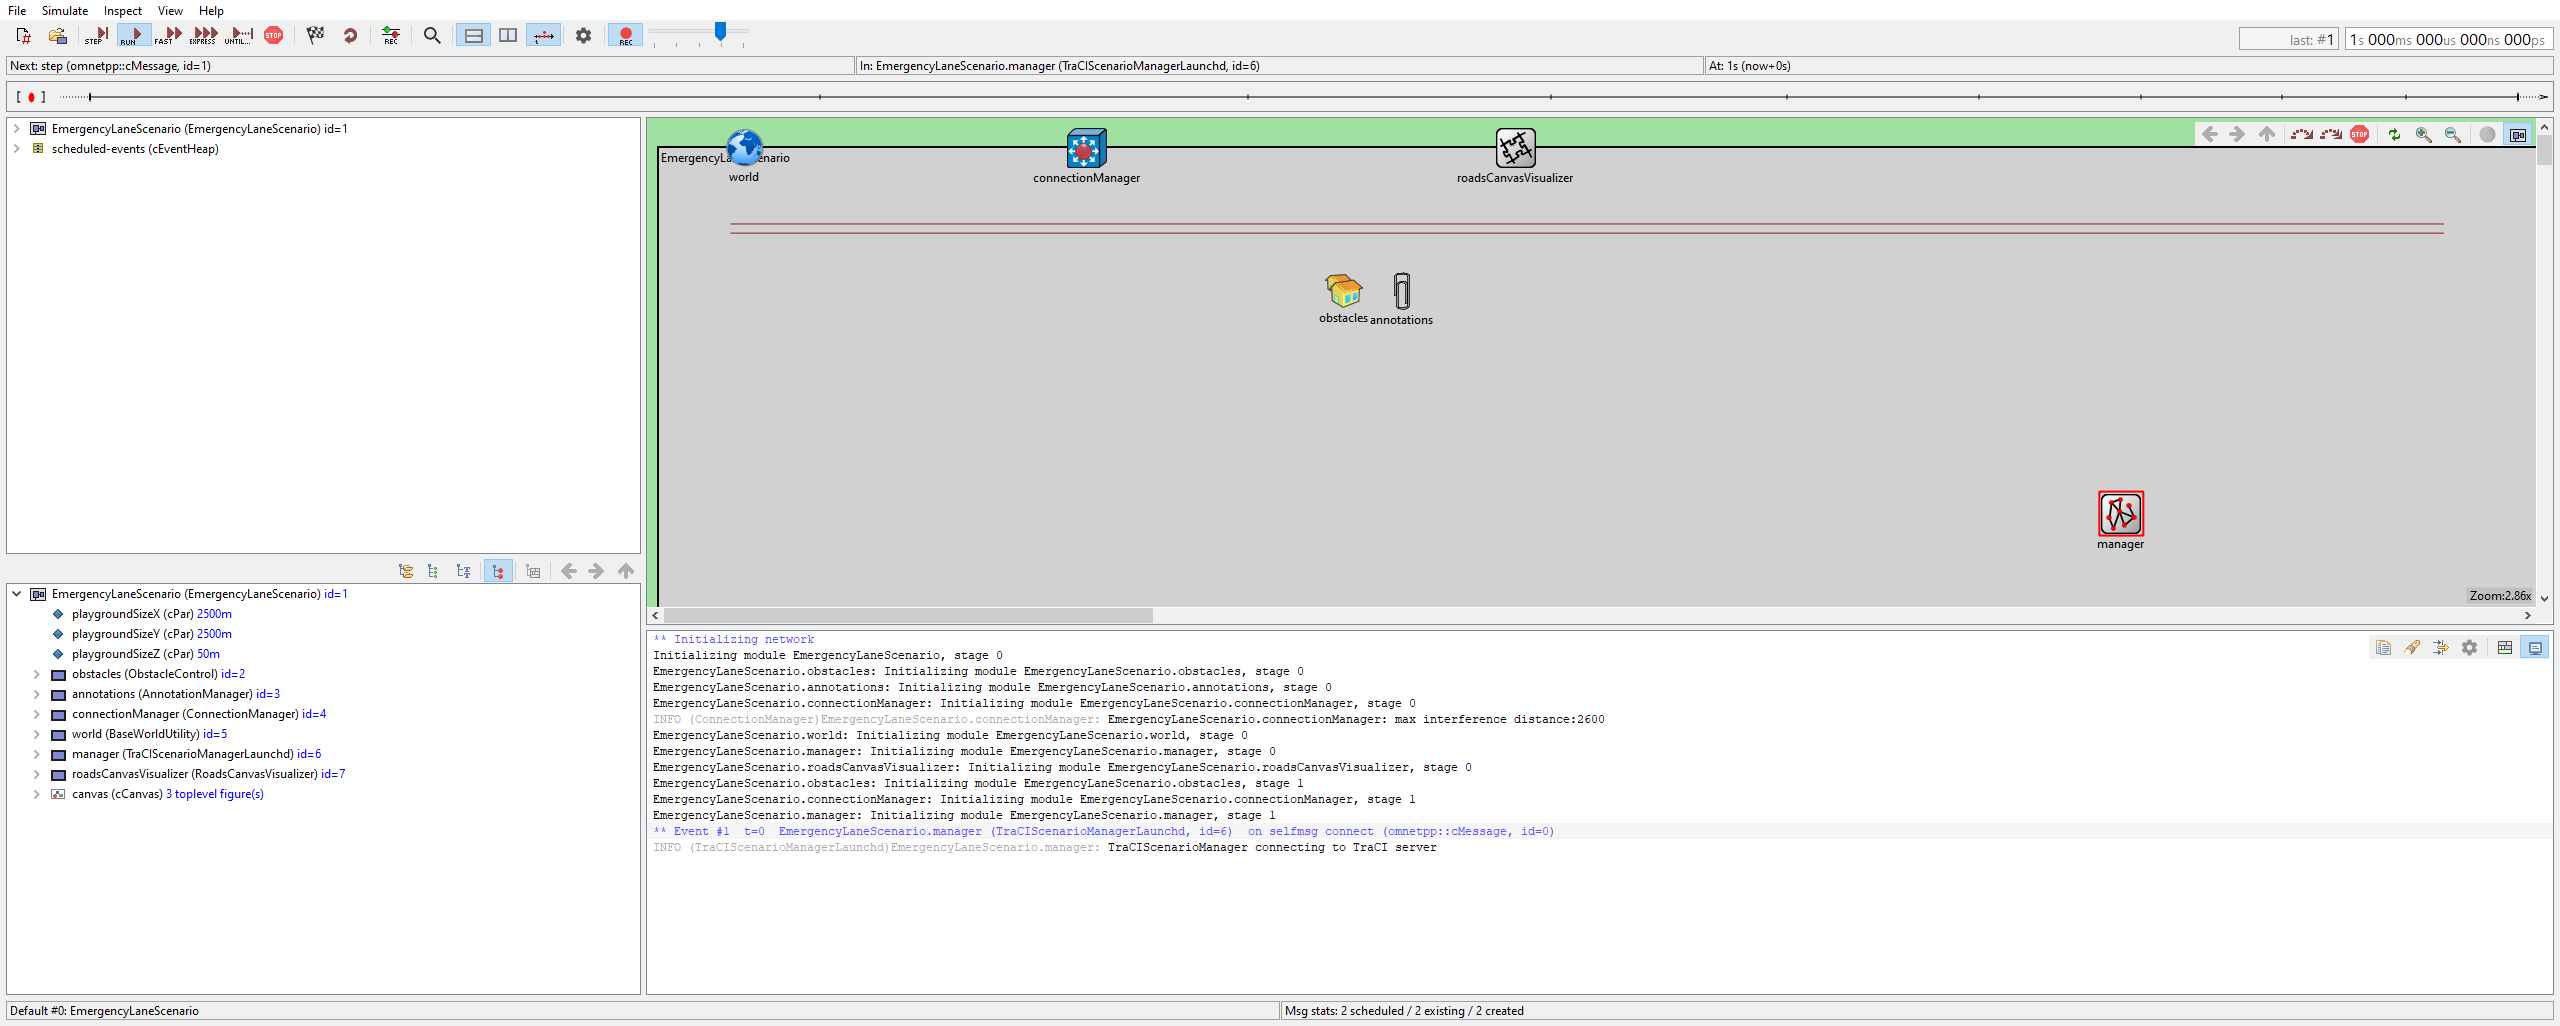 File Simulate Inspect View Help
STEP RUN FAST EXPRESS UNTIL... STOP REC REC
last: #1 1s 000ms 000us 000ns 000ps
Next: step (omnetpp::cMessage, id=1) In: EmergencyLaneScenario.manager (TraCIScenarioManagerLaunchd, id=6) At: 1s (now+0s)
EmergencyLaneScenario (EmergencyLaneScenario) id=1
scheduled-events (cEventHeap)
STOP
EmergencyLa enario
world
connectionManager
roadsCanvasVisualizer
obstacles
annotations
manager
Zoom:2.86x
EmergencyLaneScenario (EmergencyLaneScenario) id=1
playgroundSizeX (cPar) 2500m
playgroundSizeY (cPar) 2500m
playgroundSizeZ (cPar) 50m
obstacles (ObstacleControl) id=2
annotations (AnnotationManager) id=3
connectionManager (ConnectionManager) id=4
world (BaseWorldUtility) id=5
manager (TraCIScenarioManagerLaunchd) id=6
roadsCanvasVisualizer (RoadsCanvasVisualizer) id=7
canvas (cCanvas) 3 toplevel figure(s)
** Initializing network
Initializing module EmergencyLaneScenario, stage 0
EmergencyLaneScenario.obstacles: Initializing module EmergencyLaneScenario.obstacles, stage 0
EmergencyLaneScenario.annotations: Initializing module EmergencyLaneScenario.annotations, stage 0
EmergencyLaneScenario.connectionManager: Initializing module EmergencyLaneScenario.connectionManager, stage 0
INFO (ConnectionManager)EmergencyLaneScenario.connectionManager: EmergencyLaneScenario.connectionManager: max interference distance:2600
EmergencyLaneScenario.world: Initializing module EmergencyLaneScenario.world, stage 0
EmergencyLaneScenario.manager: Initializing module EmergencyLaneScenario.manager, stage 0
EmergencyLaneScenario.roadsCanvasVisualizer: Initializing module EmergencyLaneScenario.roadsCanvasVisualizer, stage 0
EmergencyLaneScenario.obstacles: Initializing module EmergencyLaneScenario.obstacles, stage 1
EmergencyLaneScenario.connectionManager: Initializing module EmergencyLaneScenario.connectionManager, stage 1
EmergencyLaneScenario.manager: Initializing module EmergencyLaneScenario.manager, stage 1
** Event #1 t=0 EmergencyLaneScenario.manager (TraCIScenarioManagerLaunchd, id=6) on selfmsg connect (omnetpp::cMessage, id=0)
INFO (TraCIScenarioManagerLaunchd)EmergencyLaneScenario.manager: TraCIScenarioManager connecting to TraCI server
Default #0: EmergencyLaneScenario Msg stats: 2 scheduled / 2 existing / 2 created